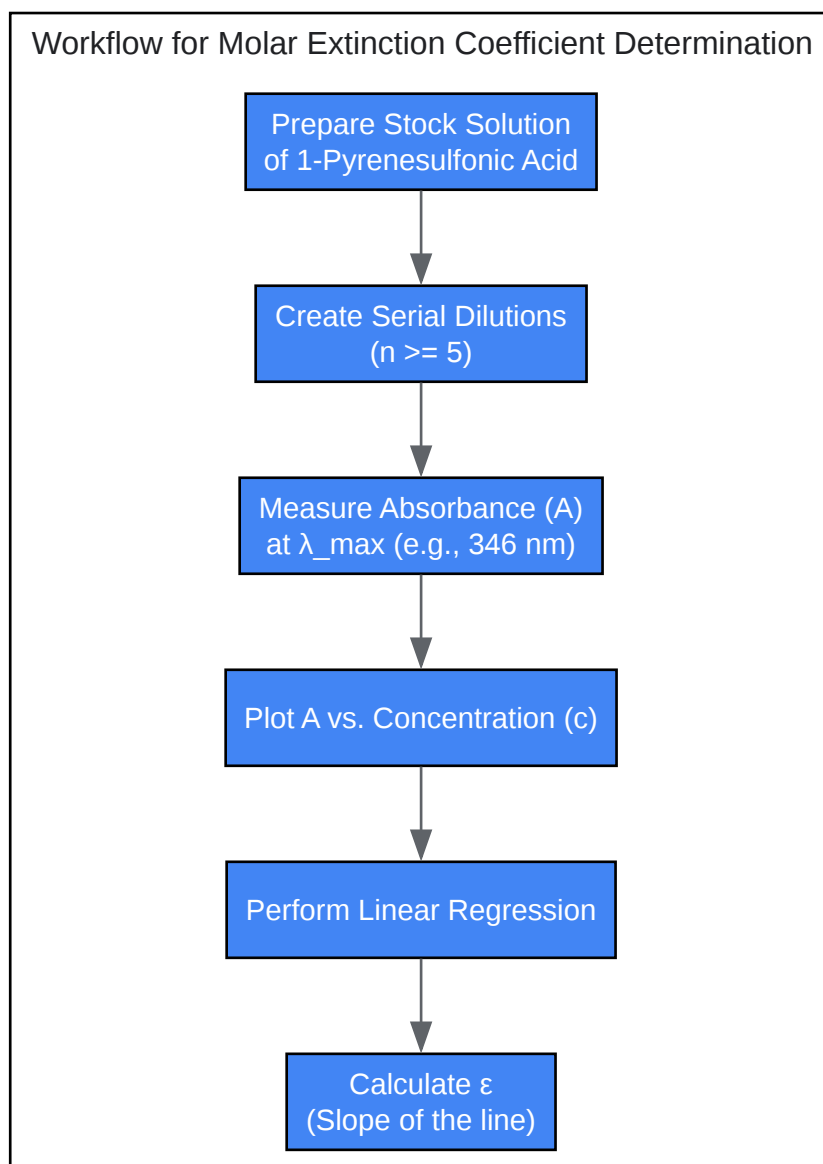 Workflow for Molar Extinction Coefficient Determination
Prepare Stock Solution
of 1-Pyrenesulfonic Acid
Create Serial Dilutions
(n >= 5)
Measure Absorbance (A)
at λ_max (e.g., 346 nm)
Plot A vs. Concentration (c)
Perform Linear Regression
Calculate ε
(Slope of the line)